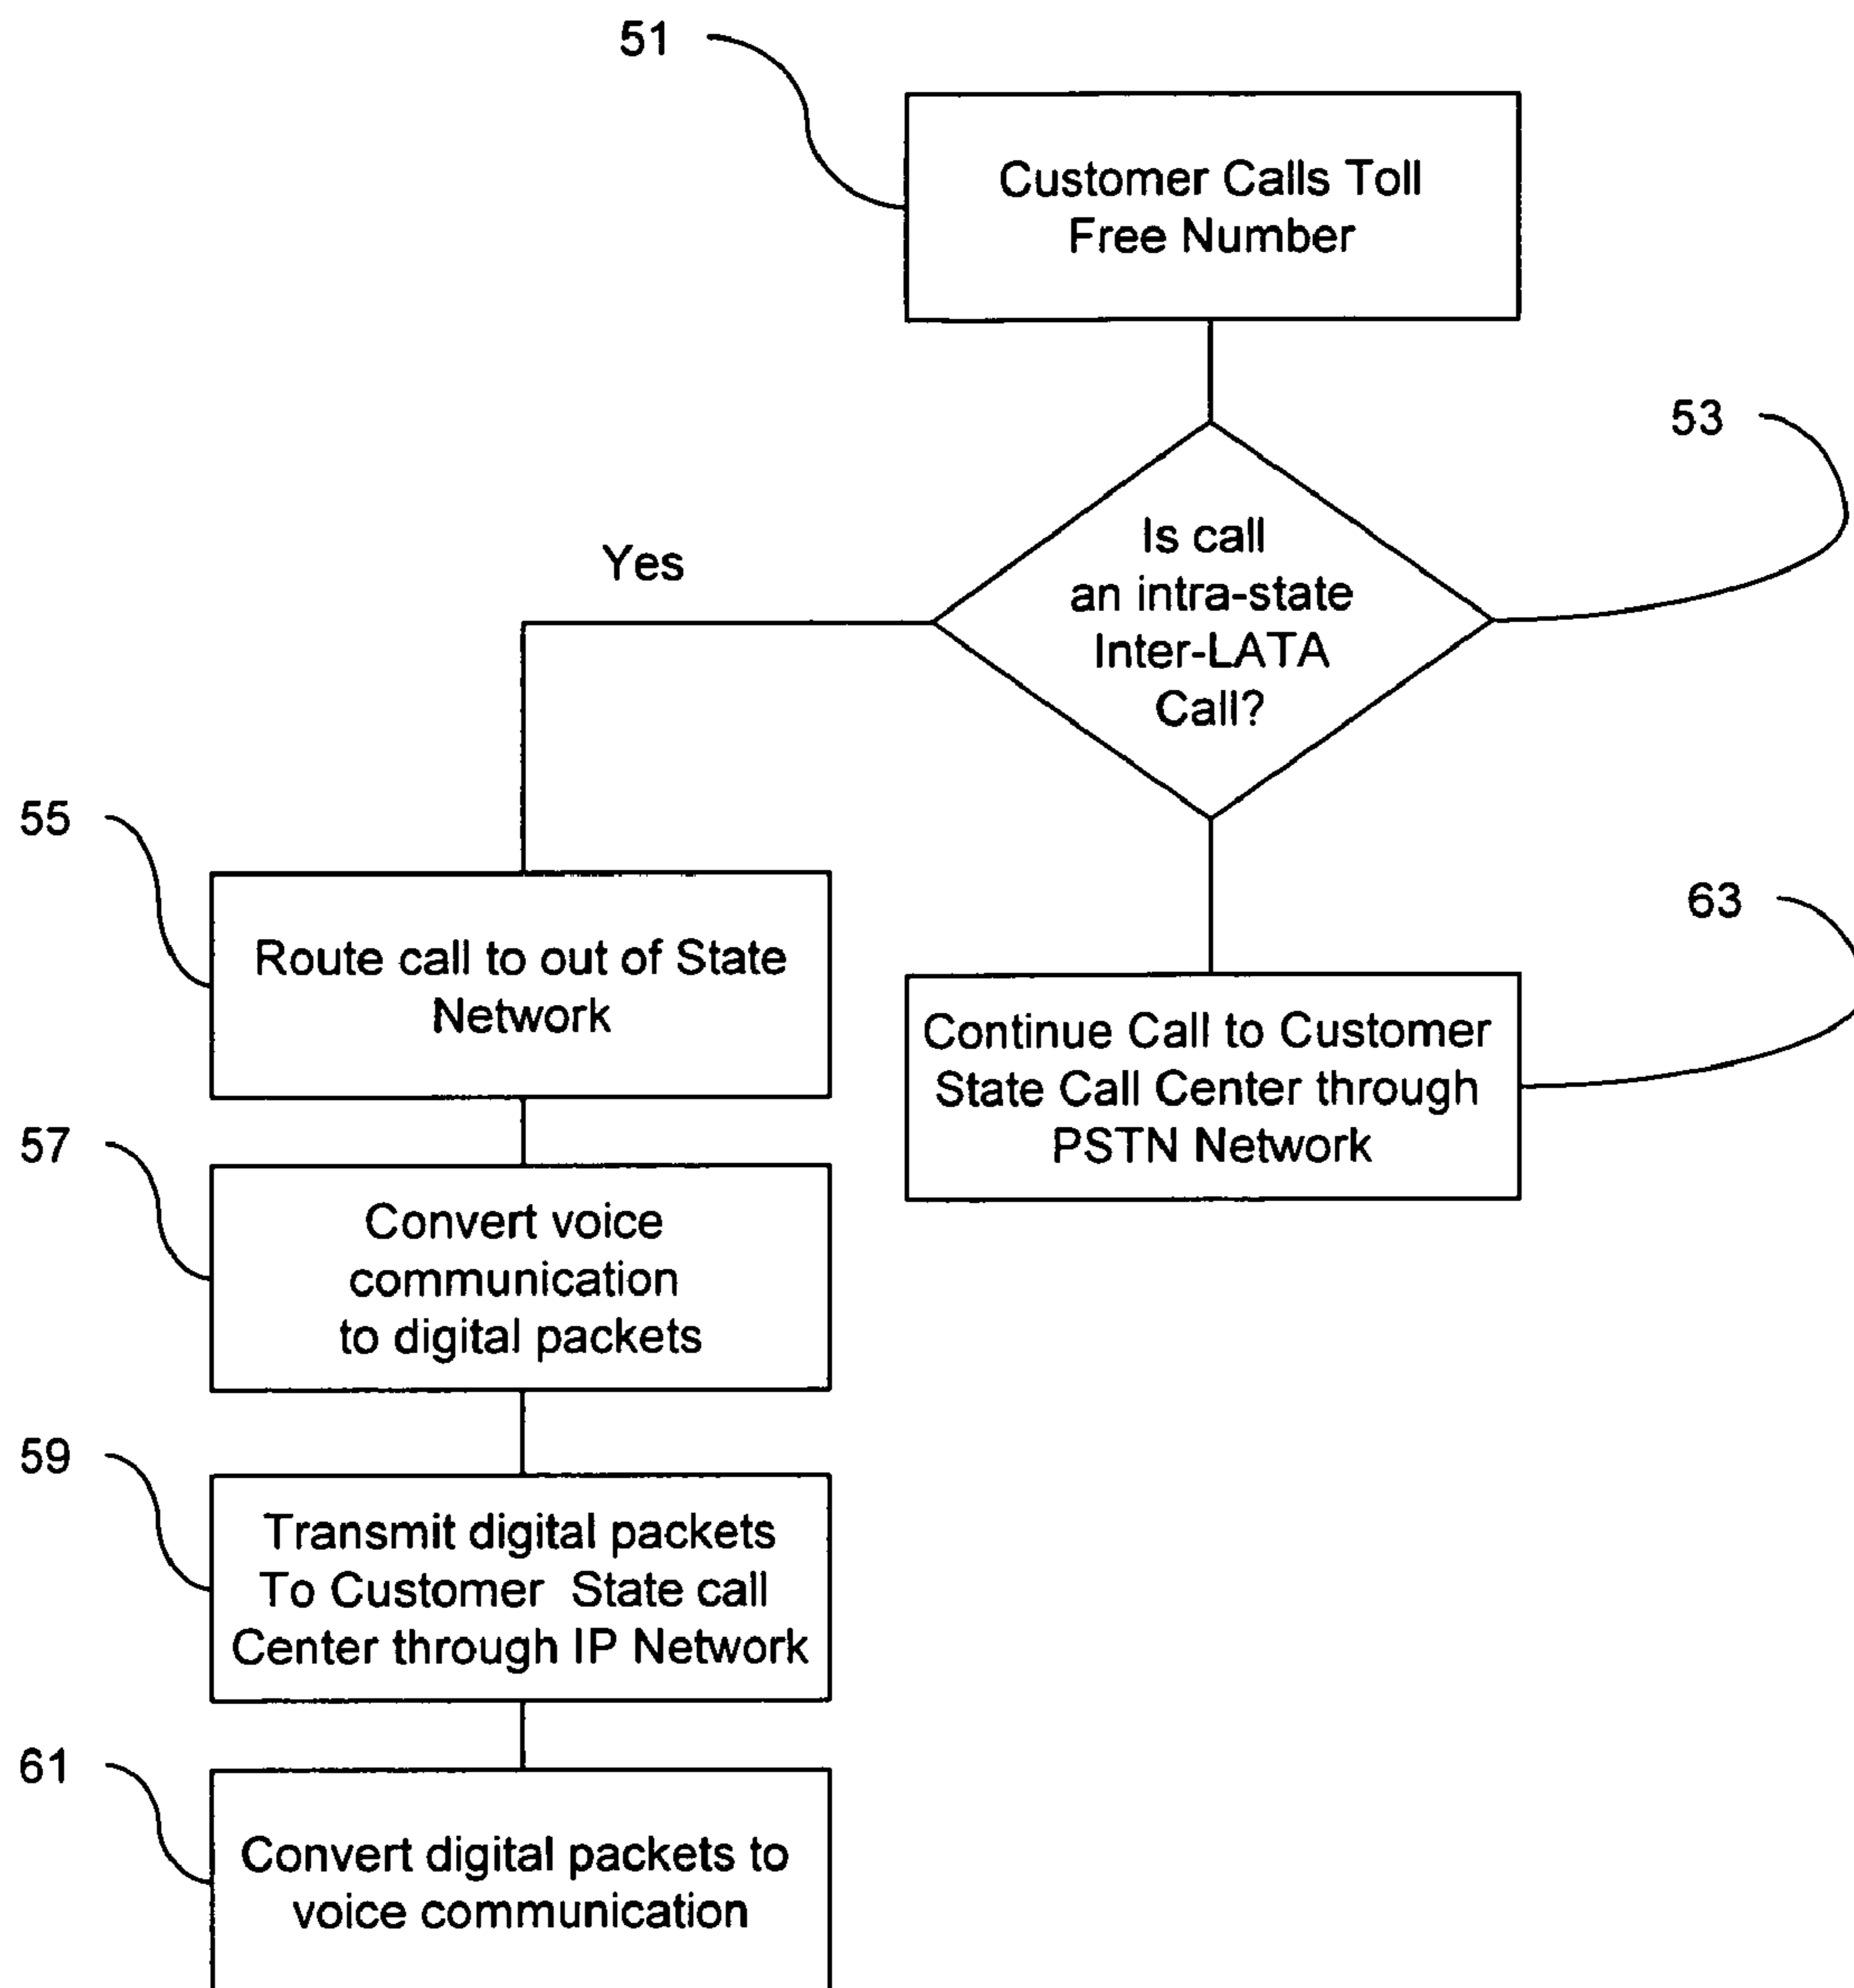 51
Customer Calls Toll
Free Number
53
Is call
an intra-state
Inter-LATA
Call?
Yes
55
Route call to out of State
Network
63
Continue Call to Customer
State Call Center through
PSTN Network
57
Convert voice
communication
to digital packets
59
Transmit digital packets
To Customer State call
Center through IP Network
61
Convert digital packets to
voice communication